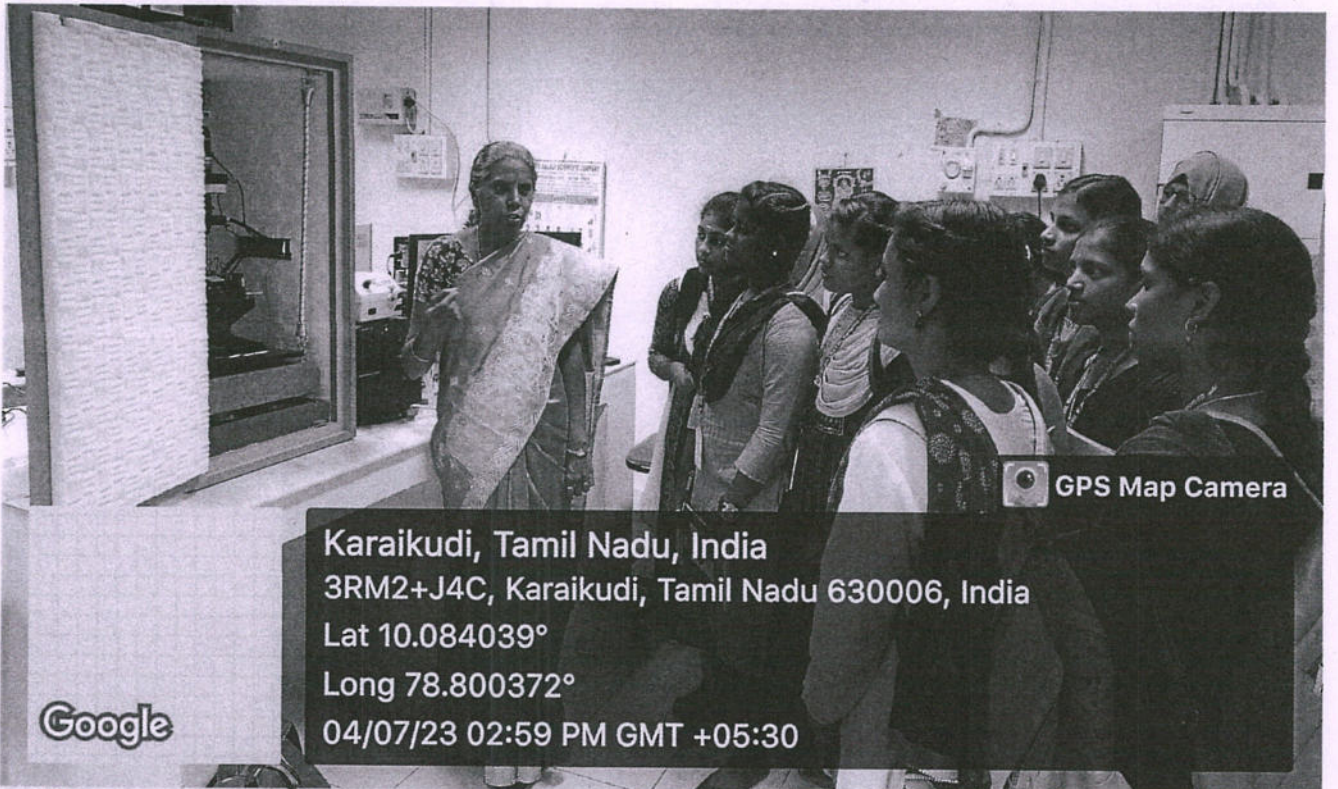 GPS Map Camera
Karaikudi, Tamil Nadu, India
3RM2+J4C, Karaikudi, Tamil Nadu 630006, India
Lat 10.084039°
Long 78.800372°
04/07/23 02:59 PM GMT +05:30
Google